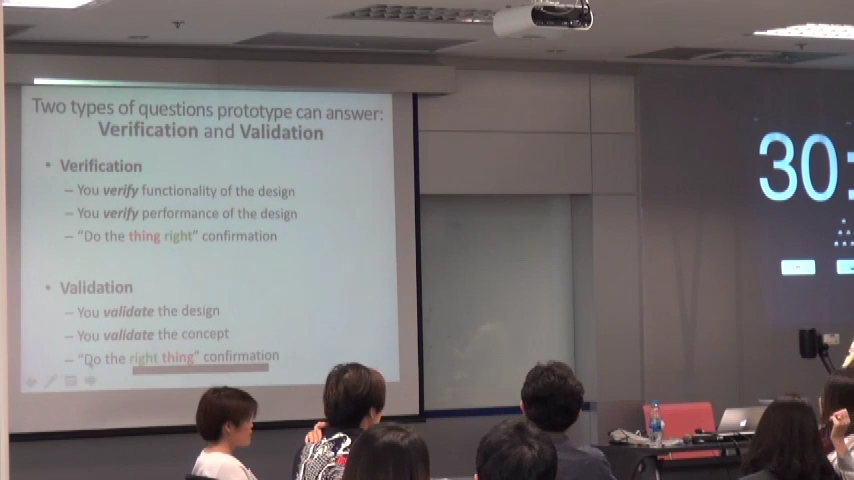 Two types of questions prototype can answer:
Verification and Validation
• Verification
– You verify functionality of the design
– You verify performance of the design
– “Do the thing right” confirmation
• Validation
– You validate the design
– You validate the concept
– “Do the right thing” confirmation
30: